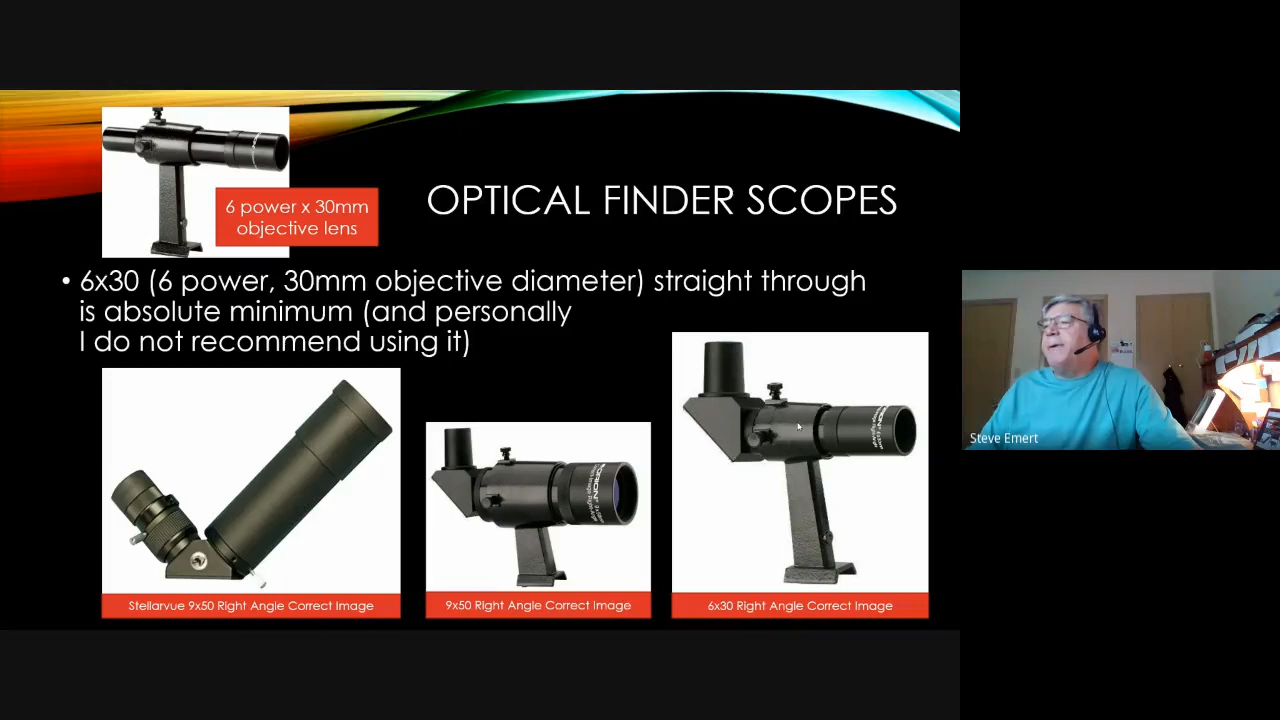 6 power x 30mm
objective lens
OPTICAL FINDER SCOPES
• 6x30 (6 power, 30mm objective diameter) straight through
is absolute minimum (and personally
I do not recommend using it)
Stellarvue 9x50 Right Angle Correct Image
ORION
9x50 Right Angle Correct Image
6x30 Right Angle Correct Image
Steve Emert